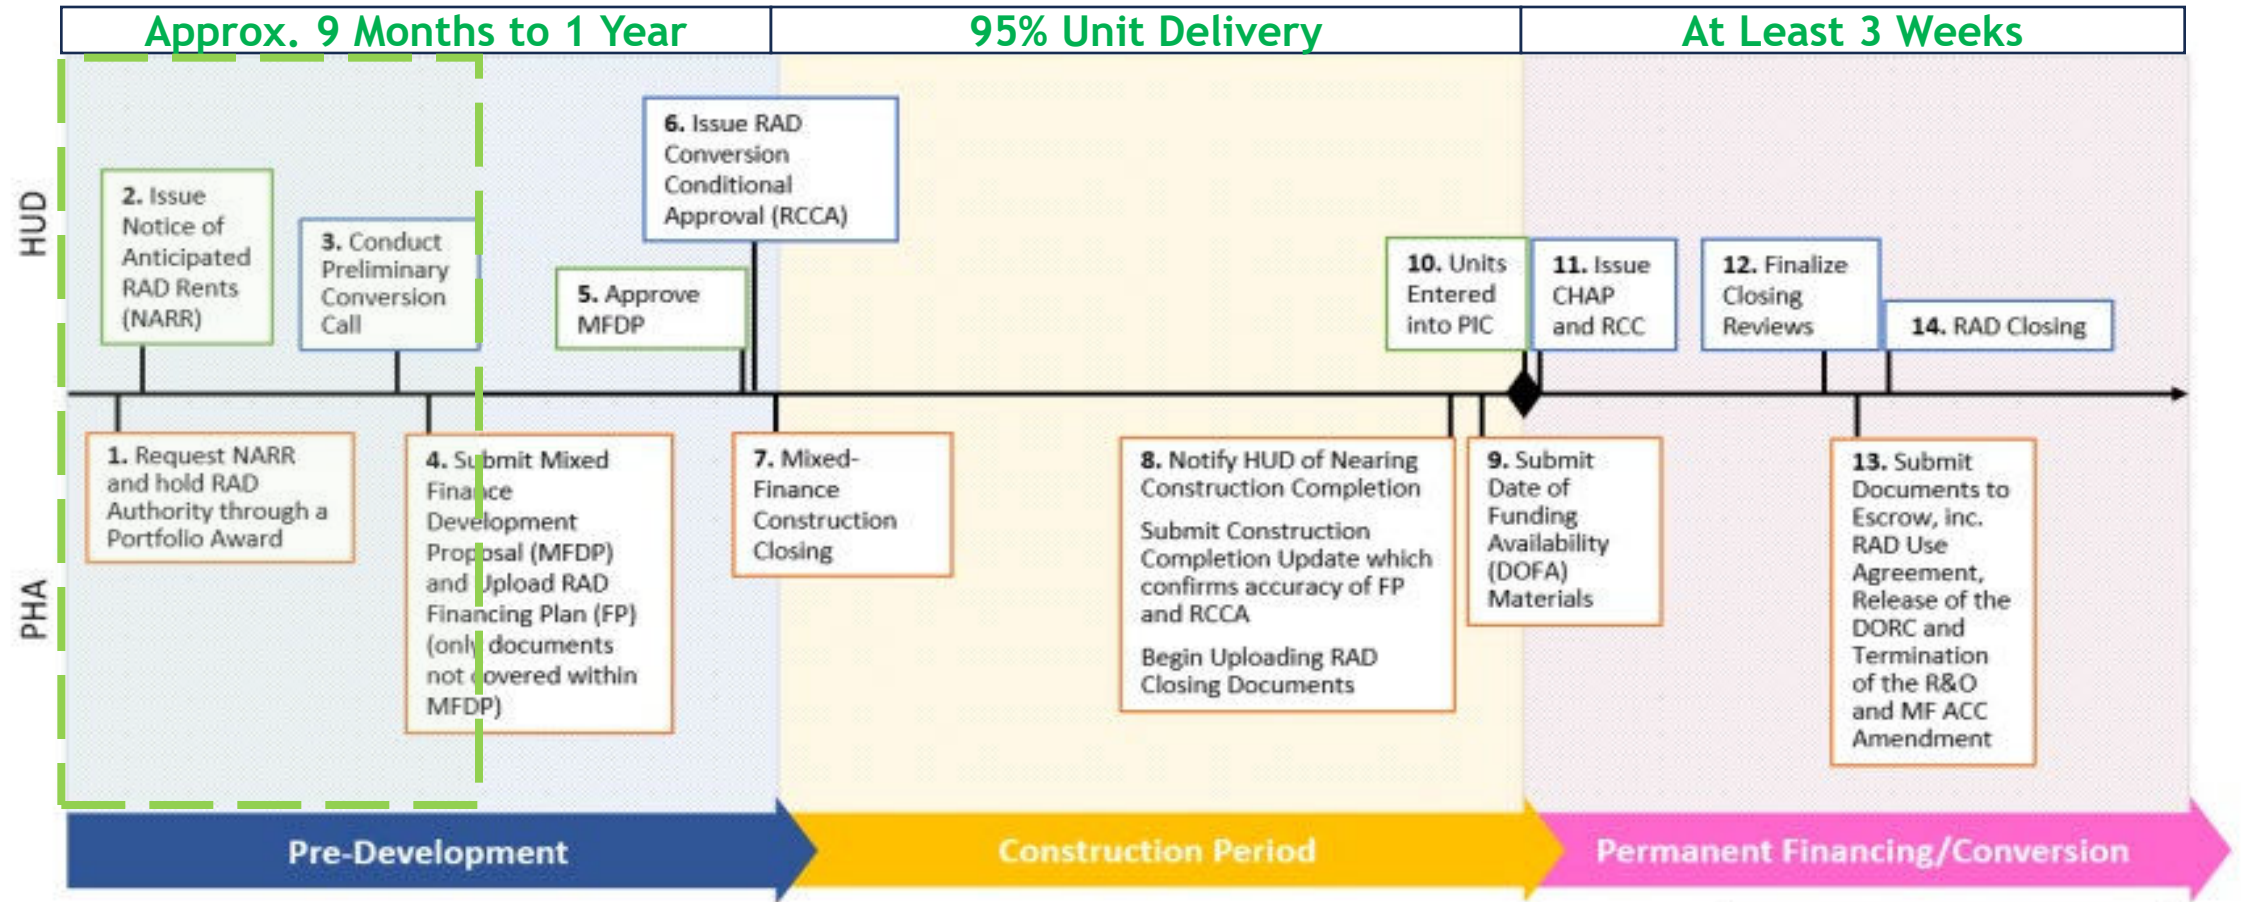 Approx. 9 Months to 1 Year
95% Unit Delivery
At Least 3 Weeks
HUD
PHA
2. Issue
Notice of
Anticipated
RAD Rents
(NARR)
3. Conduct
Preliminary
Conversion
Call
5. Approve
MFDP
6. Issue RAD
Conversion
Conditional
Approval (RCCA)
10. Units
Entered
into PIC
11. Issue
CHAP
and RCC
12. Finalize
Closing
Reviews
14. RAD Closing
1. Request NARR
and hold RAD
Authority through a
Portfolio Award
4. Submit Mixed
Finance
Development
Proposal (MFDP)
and Upload RAD
Financing Plan (FP)
(only documents
not covered within
MFDP)
7. Mixed-
Finance
Construction
Closing
8. Notify HUD of Nearing
Construction Completion
Submit Construction
Completion Update which
confirms accuracy of FP
and RCCA
Begin Uploading RAD
Closing Documents
9. Submit
Date of
Funding
Availability
(DOFA)
Materials
13. Submit
Documents to
Escrow, inc.
RAD Use
Agreement,
Release of the
DORC and
Termination
of the R&O
and MF ACC
Amendment
Pre-Development
Construction Period
Permanent Financing/Conversion